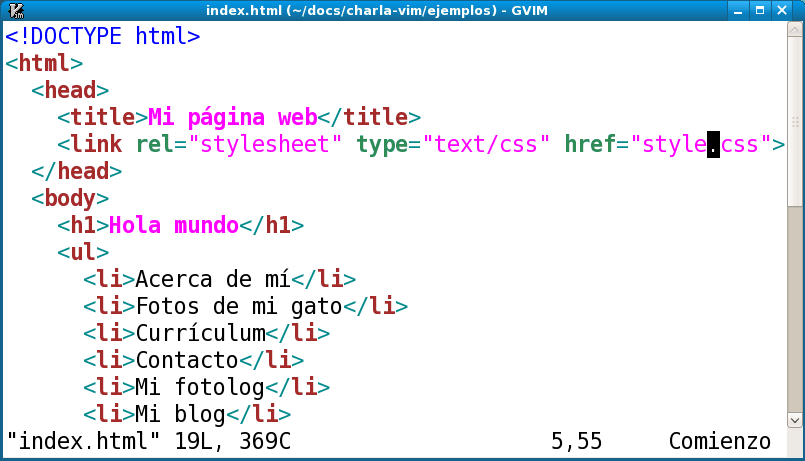 index.html (~/docs/charla-vim/ejemplos) - GVIM
<!DOCTYPE html>
<html>
  <head>
    <title>Mi página web</title>
    <link rel="stylesheet" type="text/css" href="style.css">
  </head>
  <body>
    <h1>Hola mundo</h1>
    <ul>
      <li>Acerca de mí</li>
      <li>Fotos de mi gato</li>
      <li>Currículum</li>
      <li>Contacto</li>
      <li>Mi fotolog</li>
      <li>Mi blog</li>
"index.html" 19L, 369C                    5,55     Comienzo